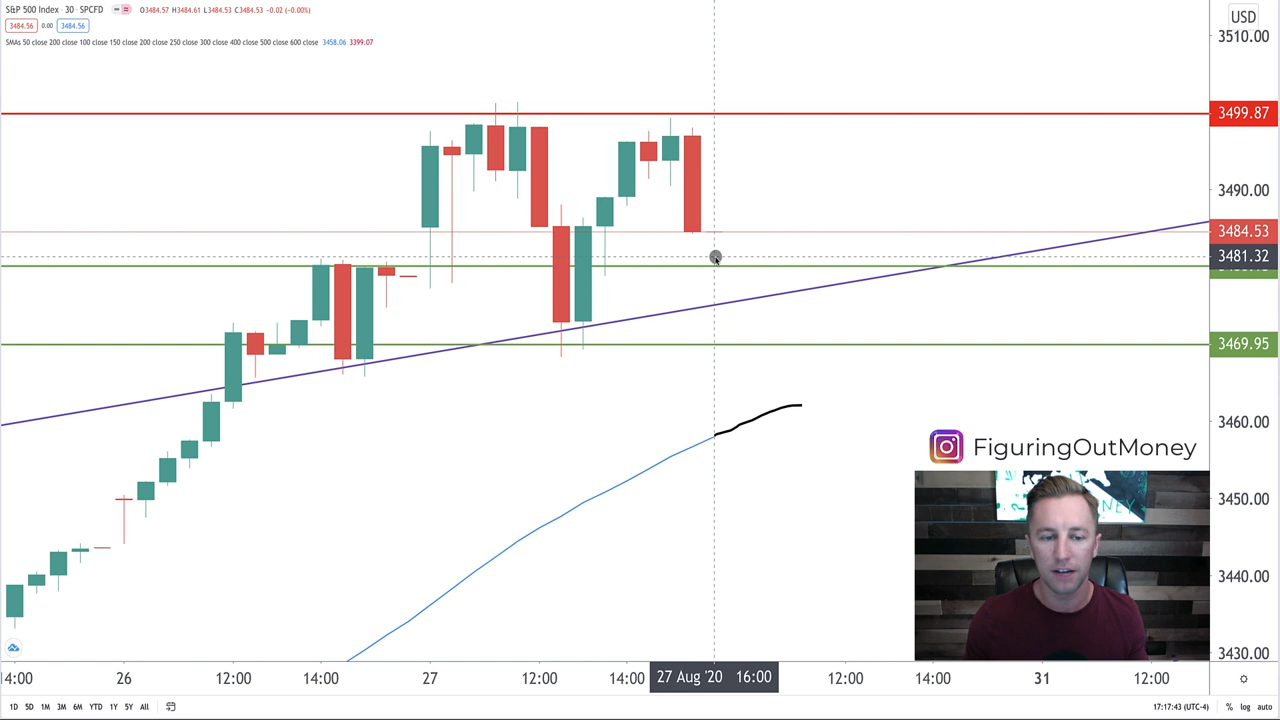 S&P 500 Index · 30 · SPCFD
O3484.57 H3484.61 L3484.53 C3484.53 -0.02 (-0.00%)
3484.56 0.00 3484.56
SMAs 50 close 200 close 100 close 150 close 200 close 250 close 300 close 400 close 500 close 600 close 3458.06 3399.07
USD
3510.00
3499.87
3490.00
3484.53
3481.32
3469.95
3460.00
3450.00
3440.00
3430.00
FiguringOutMoney
4:00 26 12:00 14:00 27 12:00 14:00 27 Aug '20 16:00 12:00 14:00 31 12:00
1D 5D 1M 3M 6M YTD 1Y 5Y All
17:17:43 (UTC-4) % log auto